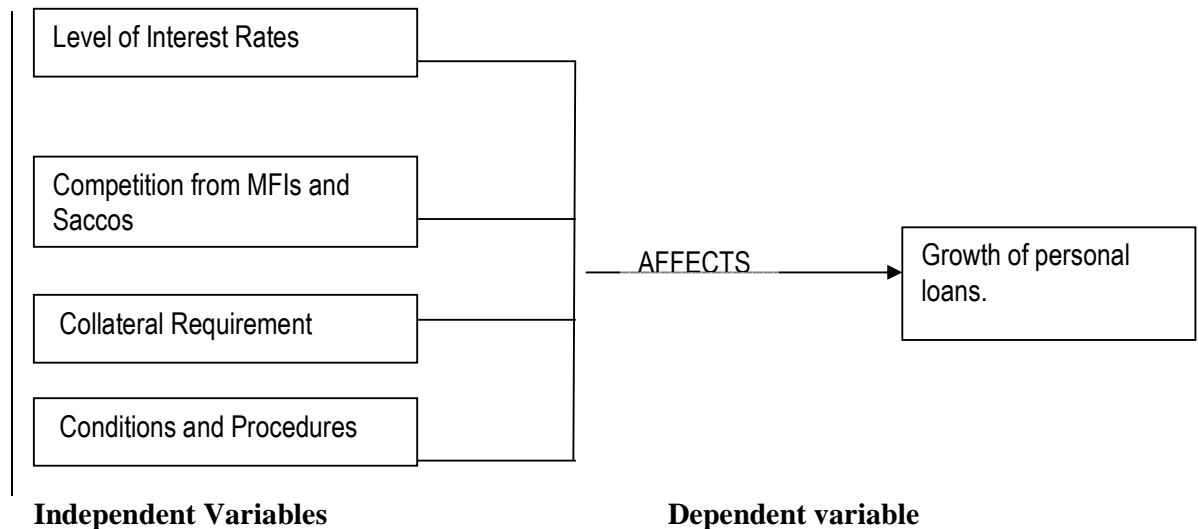 Level of Interest Rates
Competition from MFIs and
Saccos
Collateral Requirement
Conditions and Procedures
AFFECTS
Growth of personal
loans.
Independent Variables
Dependent variable